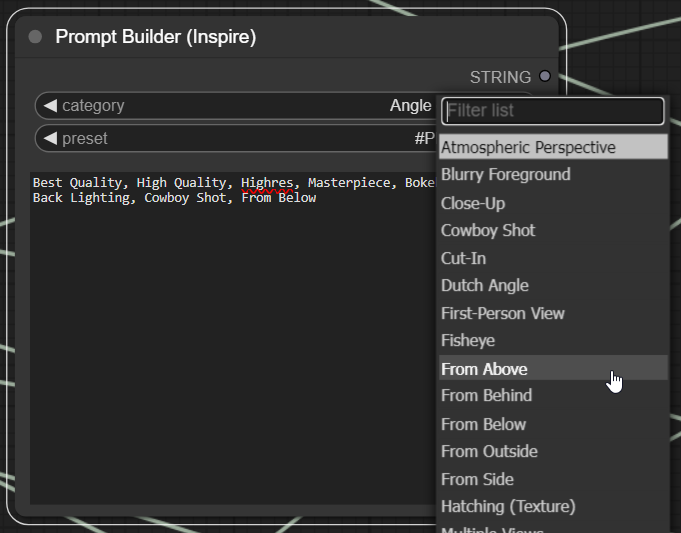 Prompt Builder (Inspire)
STRING
category
Angle
preset
#P
Best Quality, High Quality, Highres, Masterpiece,
Back Lighting, Cowboy Shot, From Below
Filter list
Atmospheric Perspective
Blurry Foreground
Close-Up
Cowboy Shot
Cut-In
Dutch Angle
First-Person View
Fisheye
From Above
From Behind
From Below
From Outside
From Side
Hatching (Texture)
Multiple Views